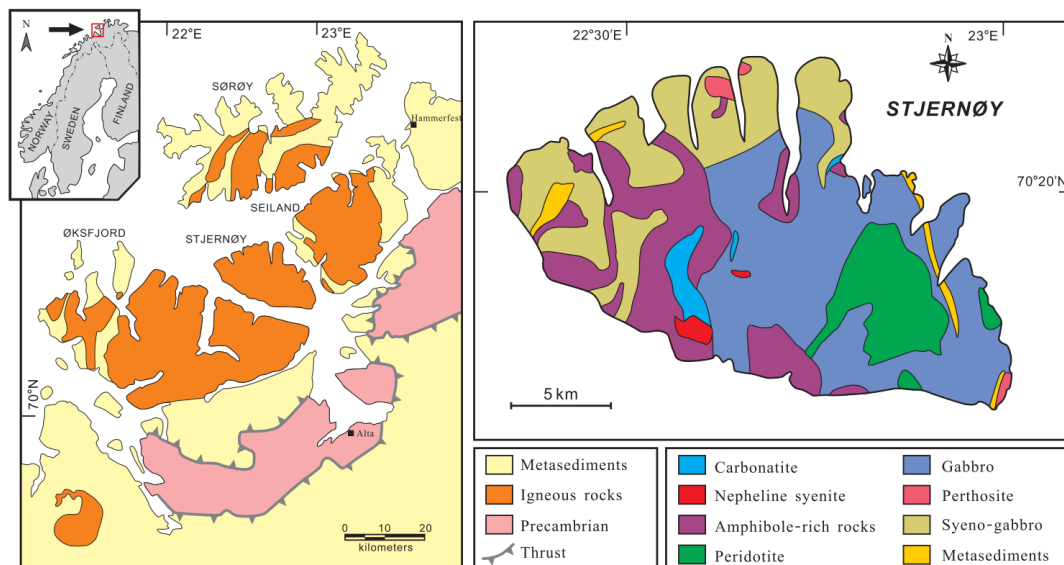 N
NORWAY
SWEDEN
FINLAND
22°E
23°E
SØRØY
Hammerfest
SEILAND
ØKSFJORD
STJERNØY
70°N
Alta
0 10 20
kilometers
22°30'E
23°E
N
STJERNØY
70°20'N
5 km
Metasediments
Igneous rocks
Precambrian
Thrust
Carbonatite
Nepheline syenite
Amphibole-rich rocks
Peridotite
Gabbro
Perthosite
Syeno-gabbro
Metasediments